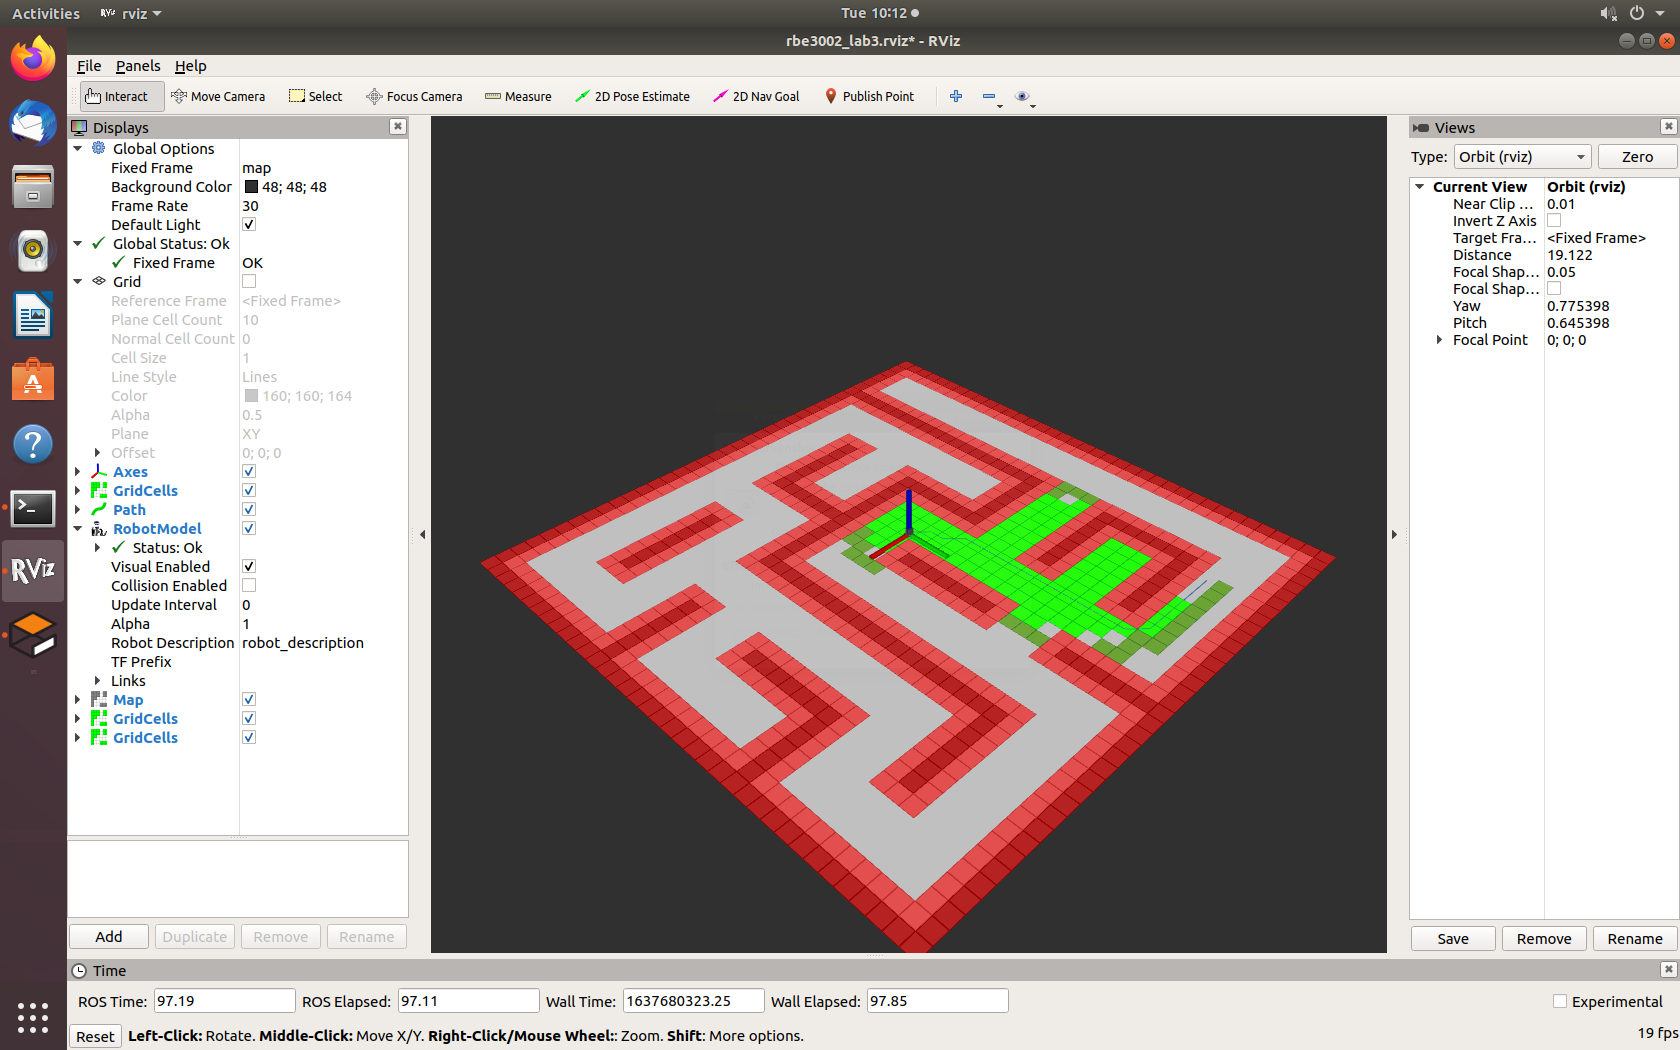 Activities rviz Tue 10:12
rbe3002_lab3.rviz* - RViz
File Panels Help
Interact Move Camera Select Focus Camera Measure 2D Pose Estimate 2D Nav Goal Publish Point
Displays
Global Options
Fixed Frame map
Background Color 48; 48; 48
Frame Rate 30
Default Light
Global Status: Ok
Fixed Frame OK
Grid
Reference Frame <Fixed Frame>
Plane Cell Count 10
Normal Cell Count 0
Cell Size 1
Line Style Lines
Color 160; 160; 164
Alpha 0.5
Plane XY
Offset 0; 0; 0
Axes
GridCells
Path
RobotModel
Status: Ok
Visual Enabled
Collision Enabled
Update Interval 0
Alpha 1
Robot Description robot_description
TF Prefix
Links
Map
GridCells
GridCells
Add Duplicate Remove Rename
Views
Type: Orbit (rviz) Zero
Current View Orbit (rviz)
Near Clip ... 0.01
Invert Z Axis
Target Fra... <Fixed Frame>
Distance 19.122
Focal Shap... 0.05
Focal Shap...
Yaw 0.775398
Pitch 0.645398
Focal Point 0; 0; 0
Save Remove Rename
RViz
Time
ROS Time: 97.19 ROS Elapsed: 97.11 Wall Time: 1637680323.25 Wall Elapsed: 97.85 Experimental
Reset Left-Click: Rotate. Middle-Click: Move X/Y. Right-Click/Mouse Wheel:: Zoom. Shift: More options. 19 fps